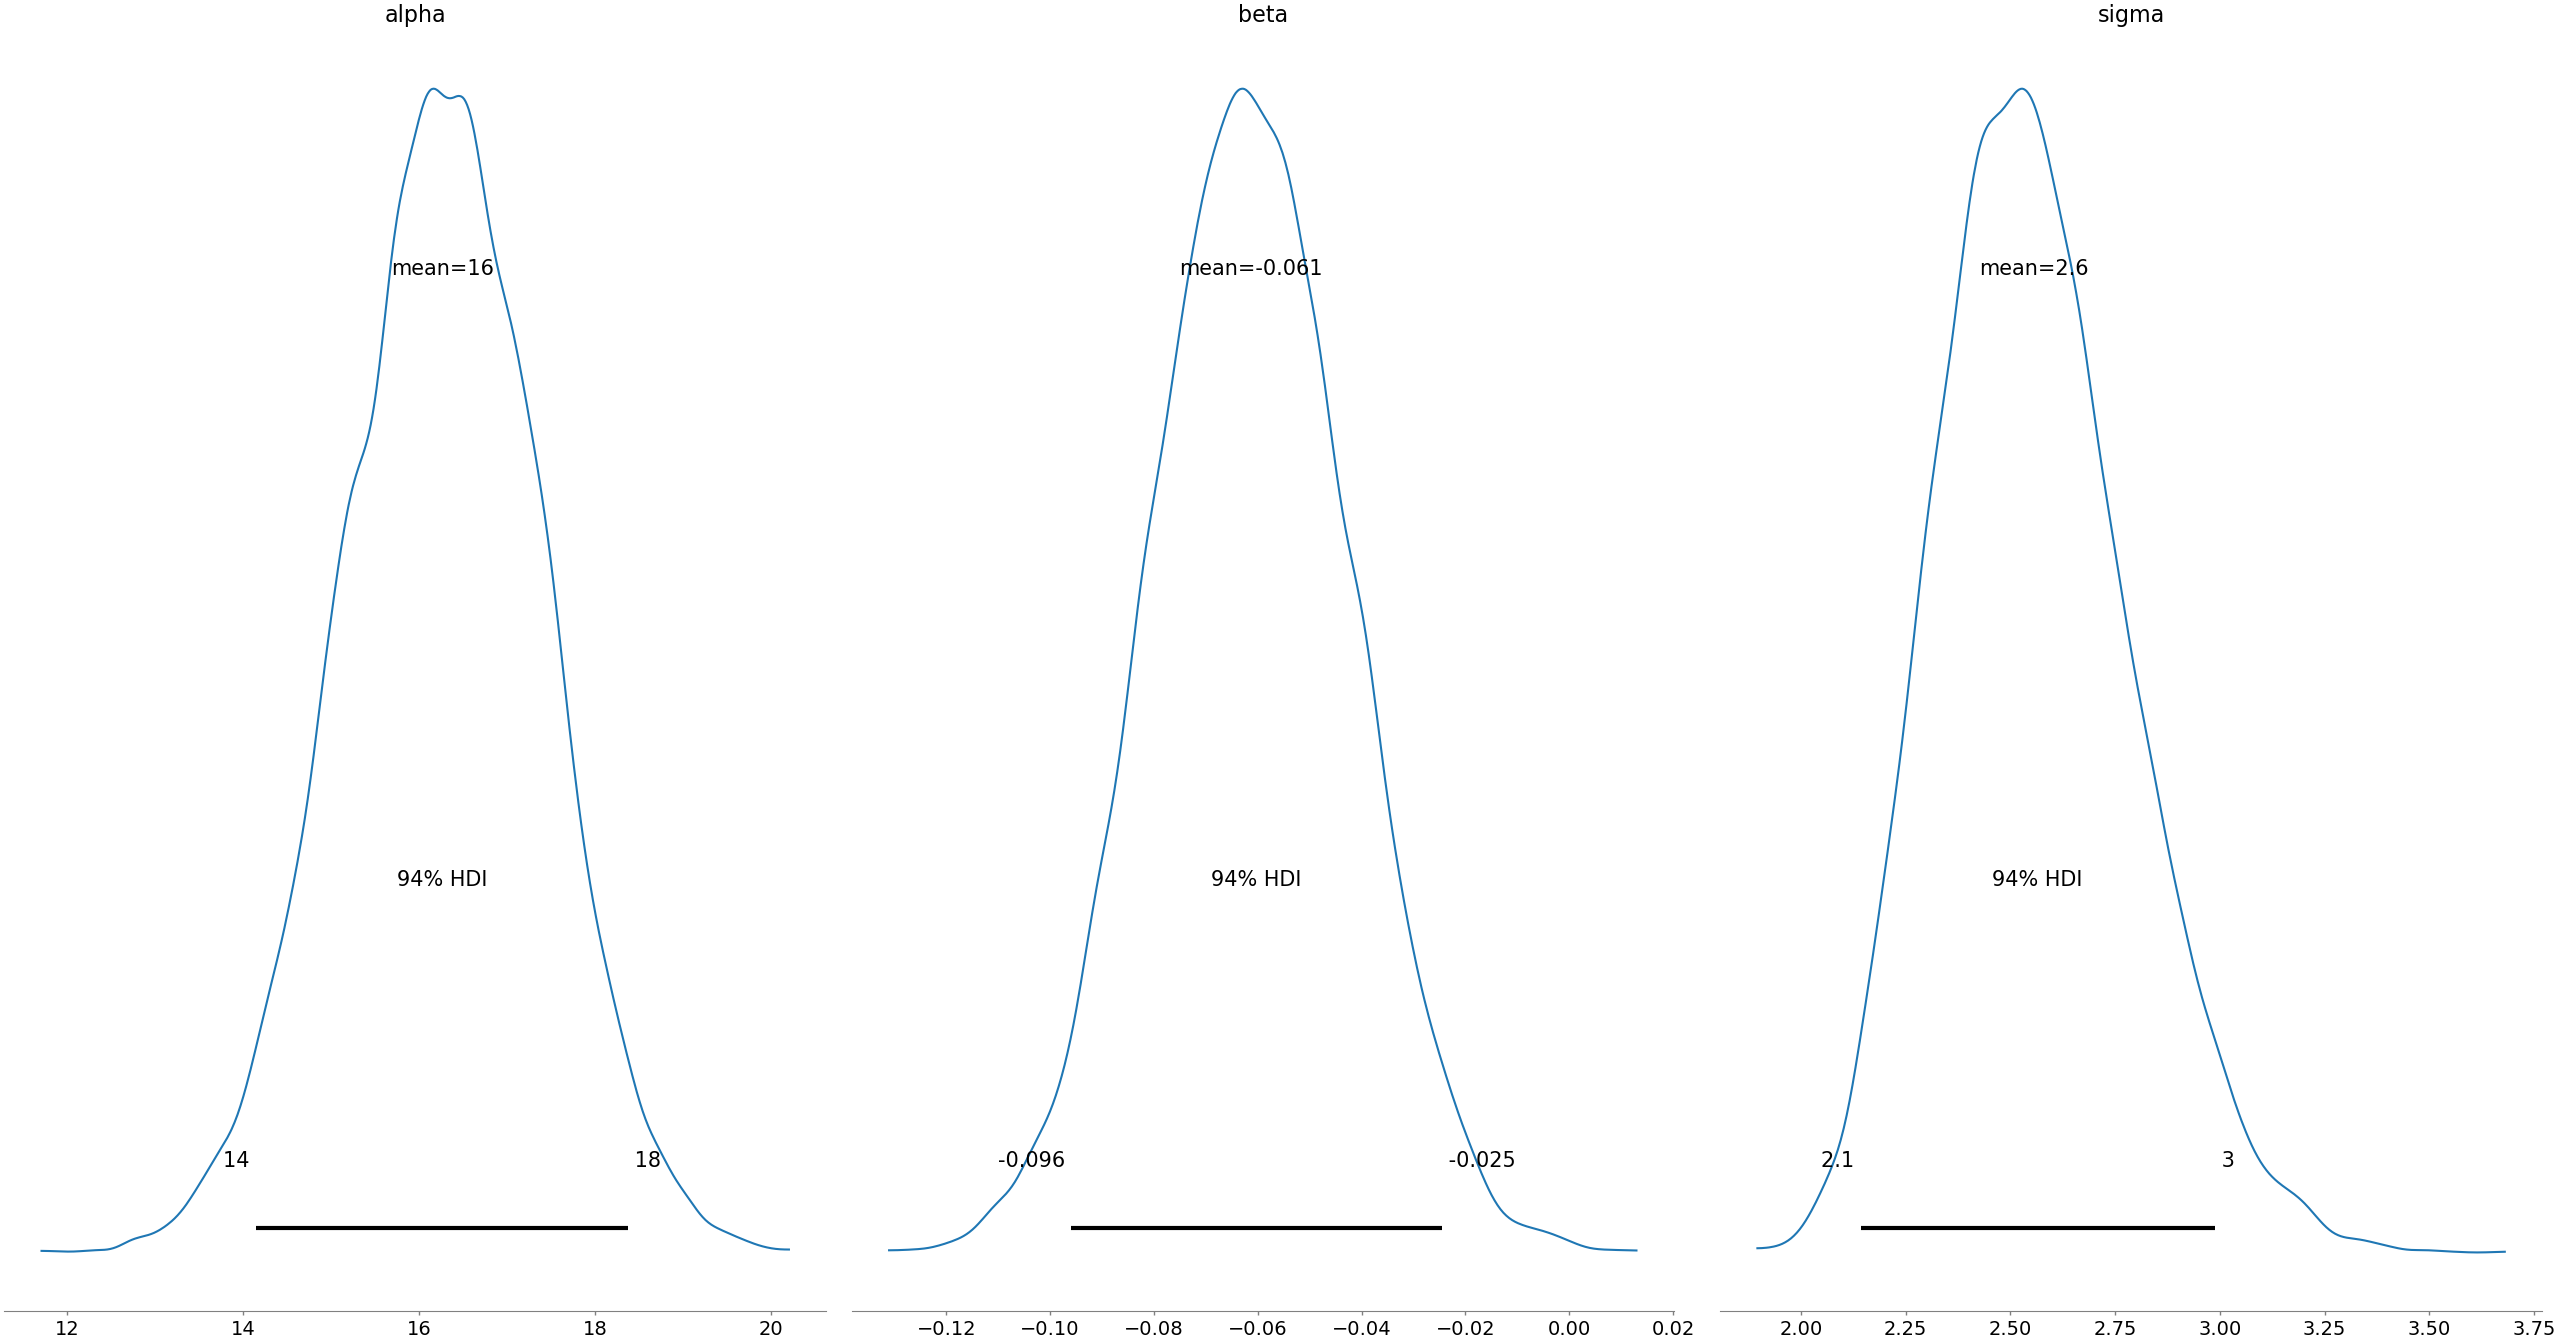 alpha
mean=16
94% HDI
14 18
12 14 16 18 20
beta
mean=-0.061
94% HDI
-0.096 -0.025
−0.12 −0.10 −0.08 −0.06 −0.04 −0.02 0.00 0.02
sigma
mean=2.6
94% HDI
2.1 3
2.00 2.25 2.50 2.75 3.00 3.25 3.50 3.75